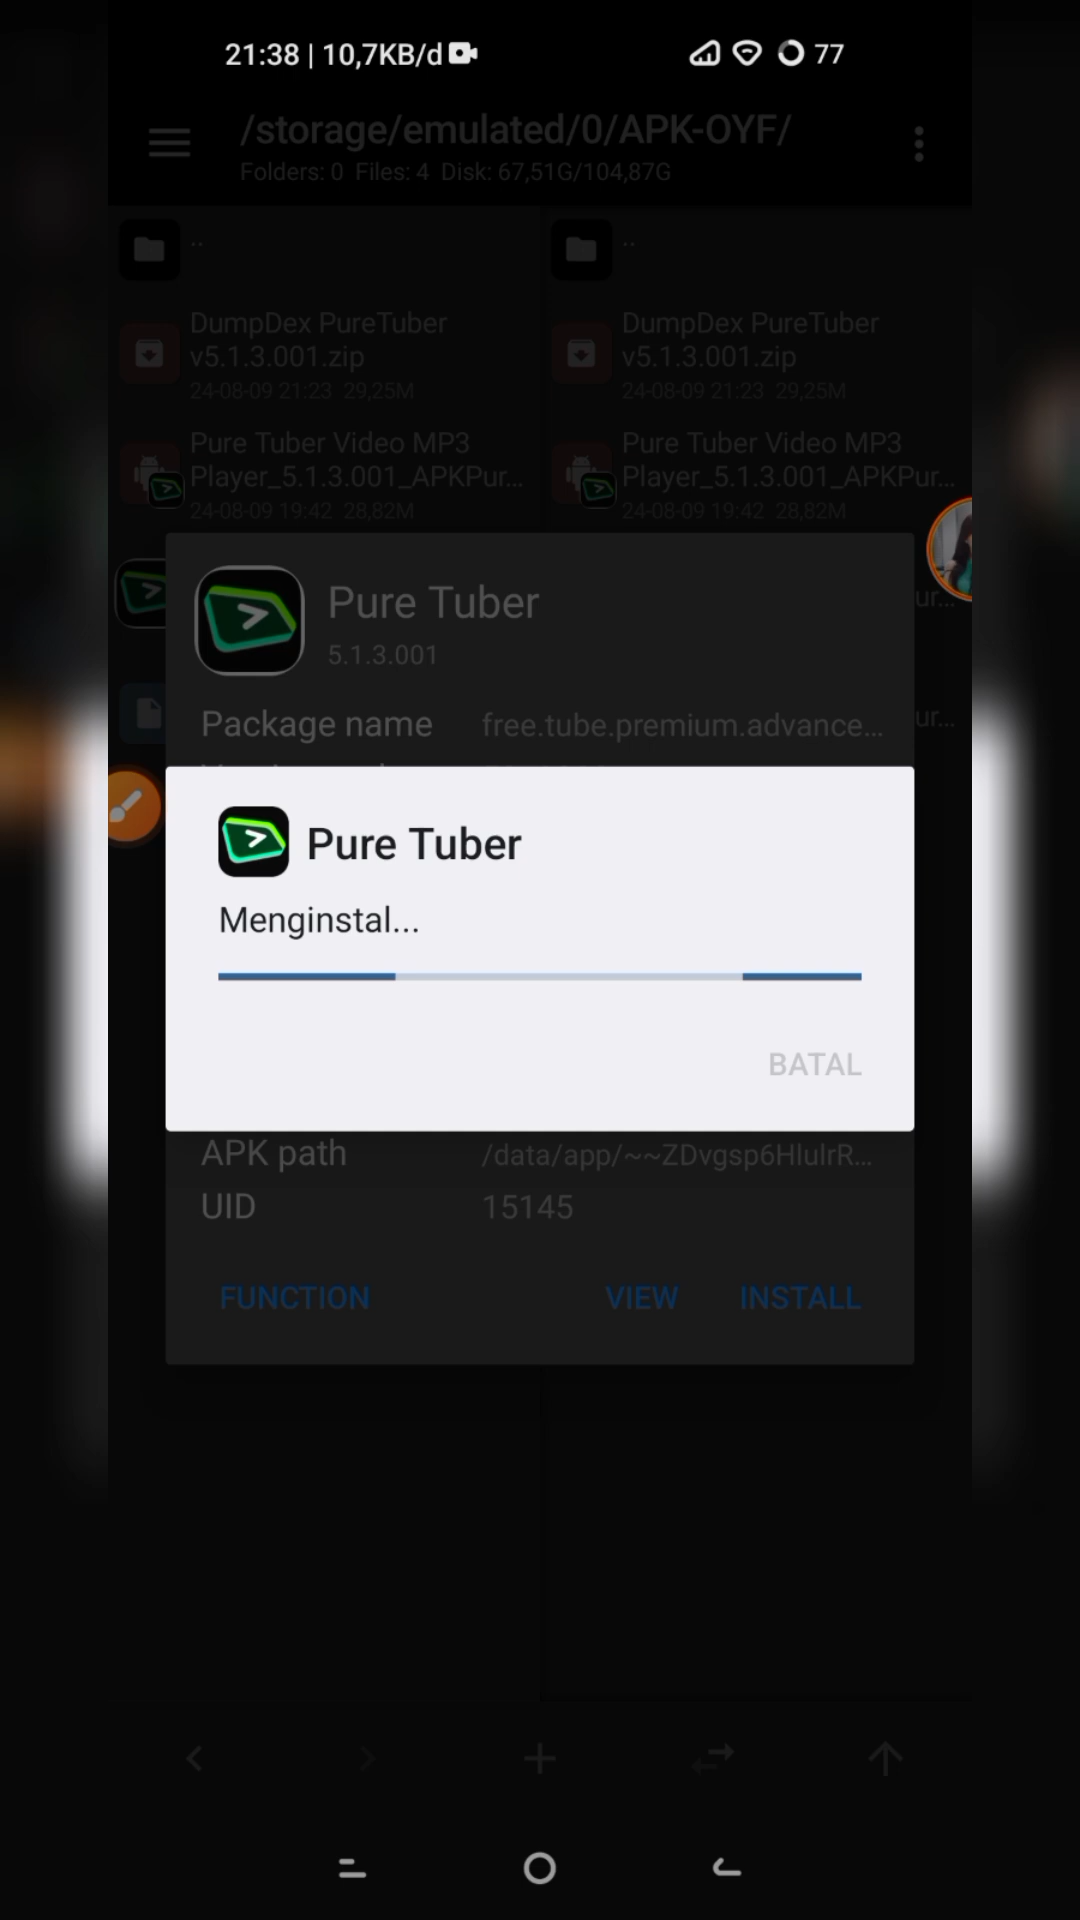 21:38 | 10,7KB/d
77
/storage/emulated/0/APK-OYF/
Folders: 0 Files: 4 Disk: 67,51G/104,87G
..
DumpDex PureTuber
v5.1.3.001.zip
24-08-09 21:23 29,25M
Pure Tuber Video MP3
Player_5.1.3.001_APKPur...
24-08-09 19:42 28,82M
..
DumpDex PureTuber
v5.1.3.001.zip
24-08-09 21:23 29,25M
Pure Tuber Video MP3
Player_5.1.3.001_APKPur...
24-08-09 19:42 28,82M
ur...
ur...
Pure Tuber
5.1.3.001
Package name free.tube.premium.advance...
Pure Tuber
Menginstal...
BATAL
APK path /data/app/~~ZDvgsp6HlulrR...
UID 15145
FUNCTION VIEW INSTALL